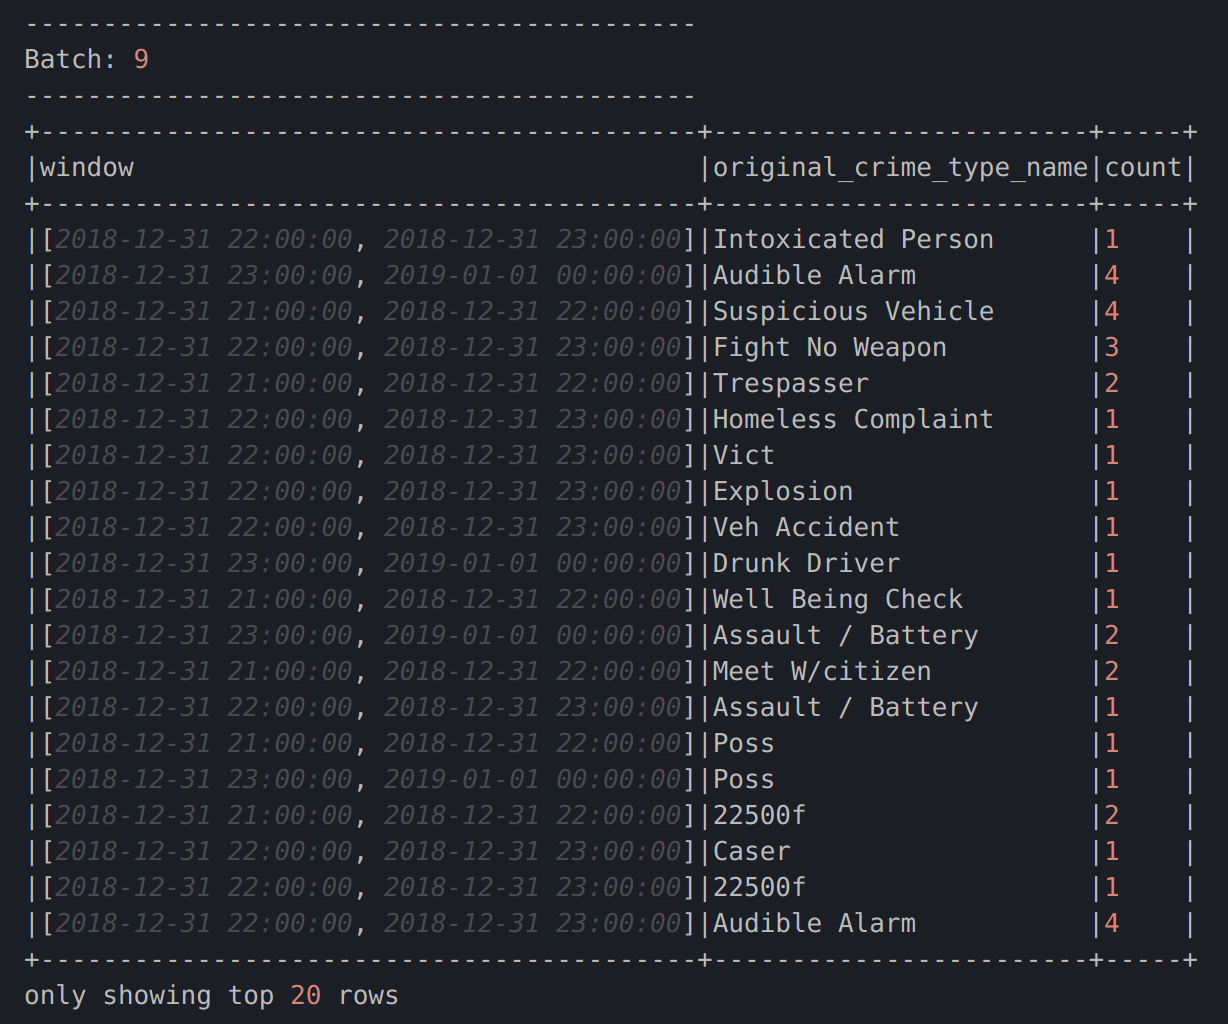 -------------------------------------------
Batch: 9
-------------------------------------------
+------------------------------------------+------------------------+-----+
|window                                    |original_crime_type_name|count|
+------------------------------------------+------------------------+-----+
|[2018-12-31 22:00:00, 2018-12-31 23:00:00]|Intoxicated Person      |1    |
|[2018-12-31 23:00:00, 2019-01-01 00:00:00]|Audible Alarm           |4    |
|[2018-12-31 21:00:00, 2018-12-31 22:00:00]|Suspicious Vehicle      |4    |
|[2018-12-31 22:00:00, 2018-12-31 23:00:00]|Fight No Weapon         |3    |
|[2018-12-31 21:00:00, 2018-12-31 22:00:00]|Trespasser              |2    |
|[2018-12-31 22:00:00, 2018-12-31 23:00:00]|Homeless Complaint      |1    |
|[2018-12-31 22:00:00, 2018-12-31 23:00:00]|Vict                    |1    |
|[2018-12-31 22:00:00, 2018-12-31 23:00:00]|Explosion               |1    |
|[2018-12-31 22:00:00, 2018-12-31 23:00:00]|Veh Accident            |1    |
|[2018-12-31 23:00:00, 2019-01-01 00:00:00]|Drunk Driver            |1    |
|[2018-12-31 21:00:00, 2018-12-31 22:00:00]|Well Being Check        |1    |
|[2018-12-31 23:00:00, 2019-01-01 00:00:00]|Assault / Battery       |2    |
|[2018-12-31 21:00:00, 2018-12-31 22:00:00]|Meet W/citizen          |2    |
|[2018-12-31 22:00:00, 2018-12-31 23:00:00]|Assault / Battery       |1    |
|[2018-12-31 21:00:00, 2018-12-31 22:00:00]|Poss                    |1    |
|[2018-12-31 23:00:00, 2019-01-01 00:00:00]|Poss                    |1    |
|[2018-12-31 21:00:00, 2018-12-31 22:00:00]|22500f                  |2    |
|[2018-12-31 22:00:00, 2018-12-31 23:00:00]|Caser                   |1    |
|[2018-12-31 22:00:00, 2018-12-31 23:00:00]|22500f                  |1    |
|[2018-12-31 22:00:00, 2018-12-31 23:00:00]|Audible Alarm           |4    |
+------------------------------------------+------------------------+-----+
only showing top 20 rows